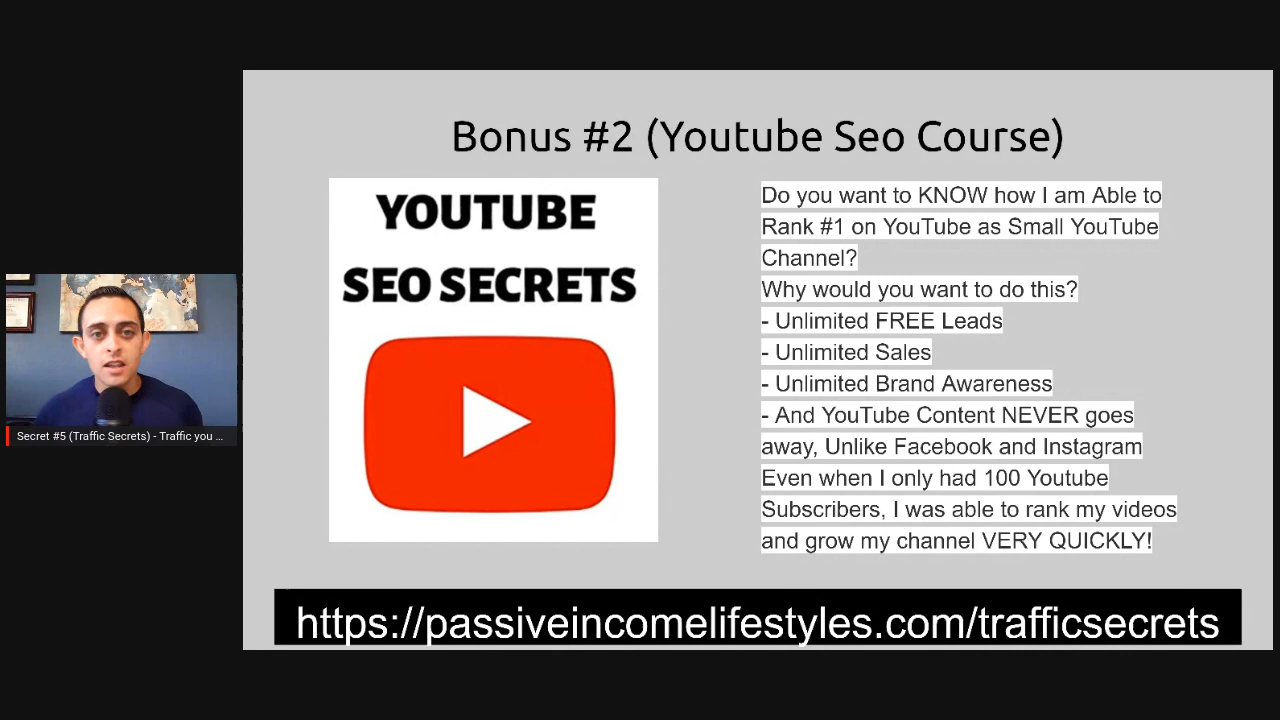 Bonus #2 (Youtube Seo Course)
YOUTUBE
SEO SECRETS
Do you want to KNOW how I am Able to
Rank #1 on YouTube as Small YouTube
Channel?
Why would you want to do this?
- Unlimited FREE Leads
- Unlimited Sales
- Unlimited Brand Awareness
- And YouTube Content NEVER goes
away, Unlike Facebook and Instagram
Even when I only had 100 Youtube
Subscribers, I was able to rank my videos
and grow my channel VERY QUICKLY!
Secret #5 (Traffic Secrets) - Traffic you ...
https://passiveincomelifestyles.com/trafficsecrets